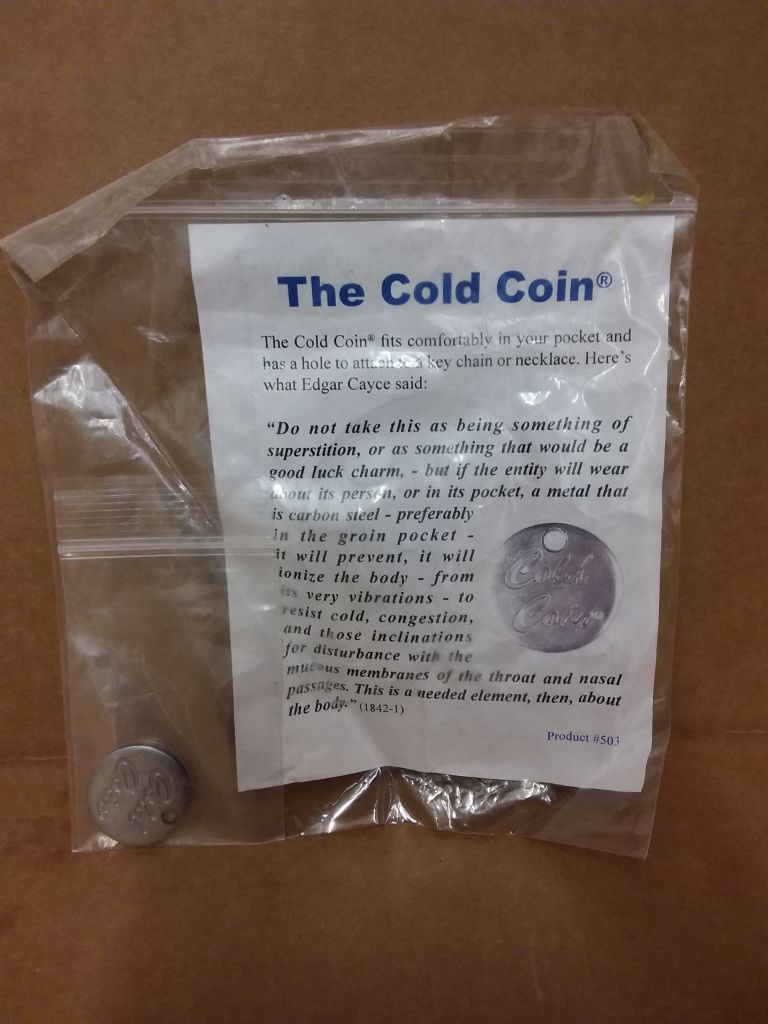 The Cold Coin®
The Cold Coin® fits comfortably in your pocket and
has a hole to attach to a key chain or necklace. Here's
what Edgar Cayce said:
"Do not take this as being something of
superstition, or as something that would be a
good luck charm, - but if the entity will wear
about its person, or in its pocket, a metal that
is carbon steel - preferably
in the groin pocket -
it will prevent, it will
ionize the body - from
its very vibrations - to
resist cold, congestion,
and those inclinations
for disturbance with the
mucous membranes of the throat and nasal
passages. This is a needed element, then, about
the body." (1842-1)
Cold
Coin®
Product #503
Cold
Coin